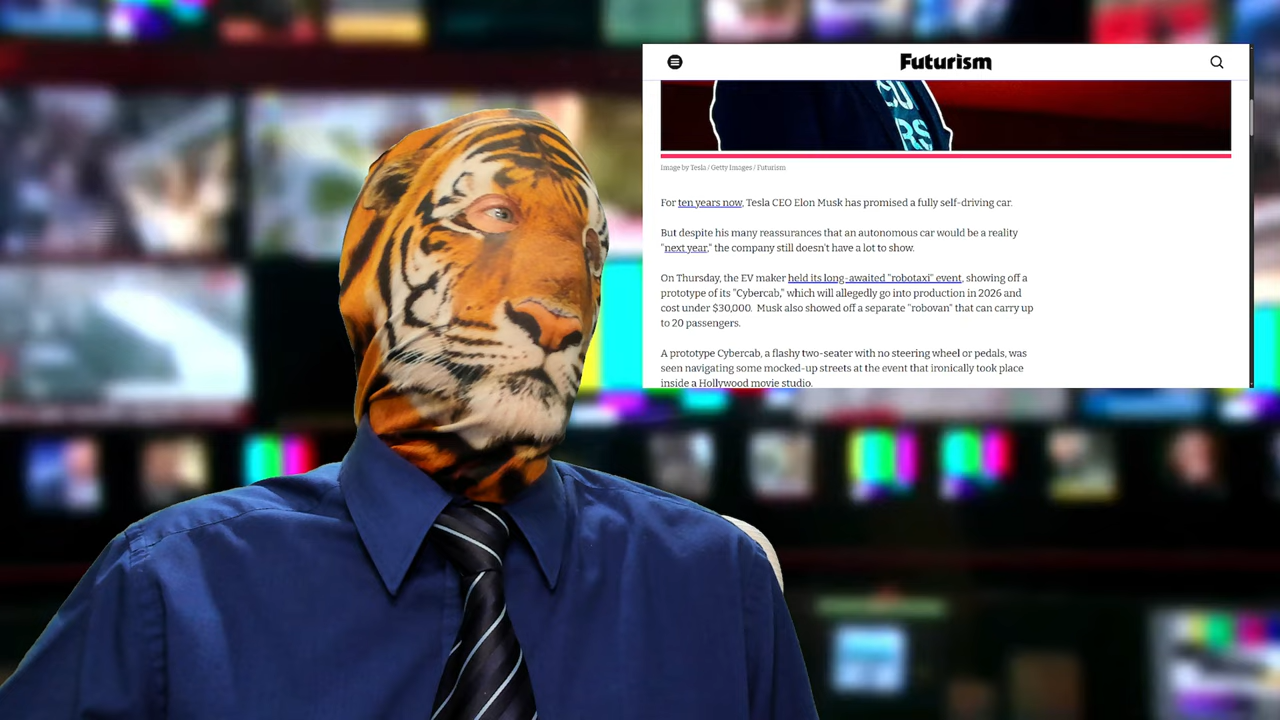 Futurism
CU
RS
Image by Tesla / Getty Images / Futurism
For ten years now, Tesla CEO Elon Musk has promised a fully self-driving car.
But despite his many reassurances that an autonomous car would be a reality
"next year," the company still doesn't have a lot to show.
On Thursday, the EV maker held its long-awaited "robotaxi" event, showing off a
prototype of its "Cybercab," which will allegedly go into production in 2026 and
cost under $30,000. Musk also showed off a separate "robovan" that can carry up
to 20 passengers.
A prototype Cybercab, a flashy two-seater with no steering wheel or pedals, was
seen navigating some mocked-up streets at the event that ironically took place
inside a Hollywood movie studio.